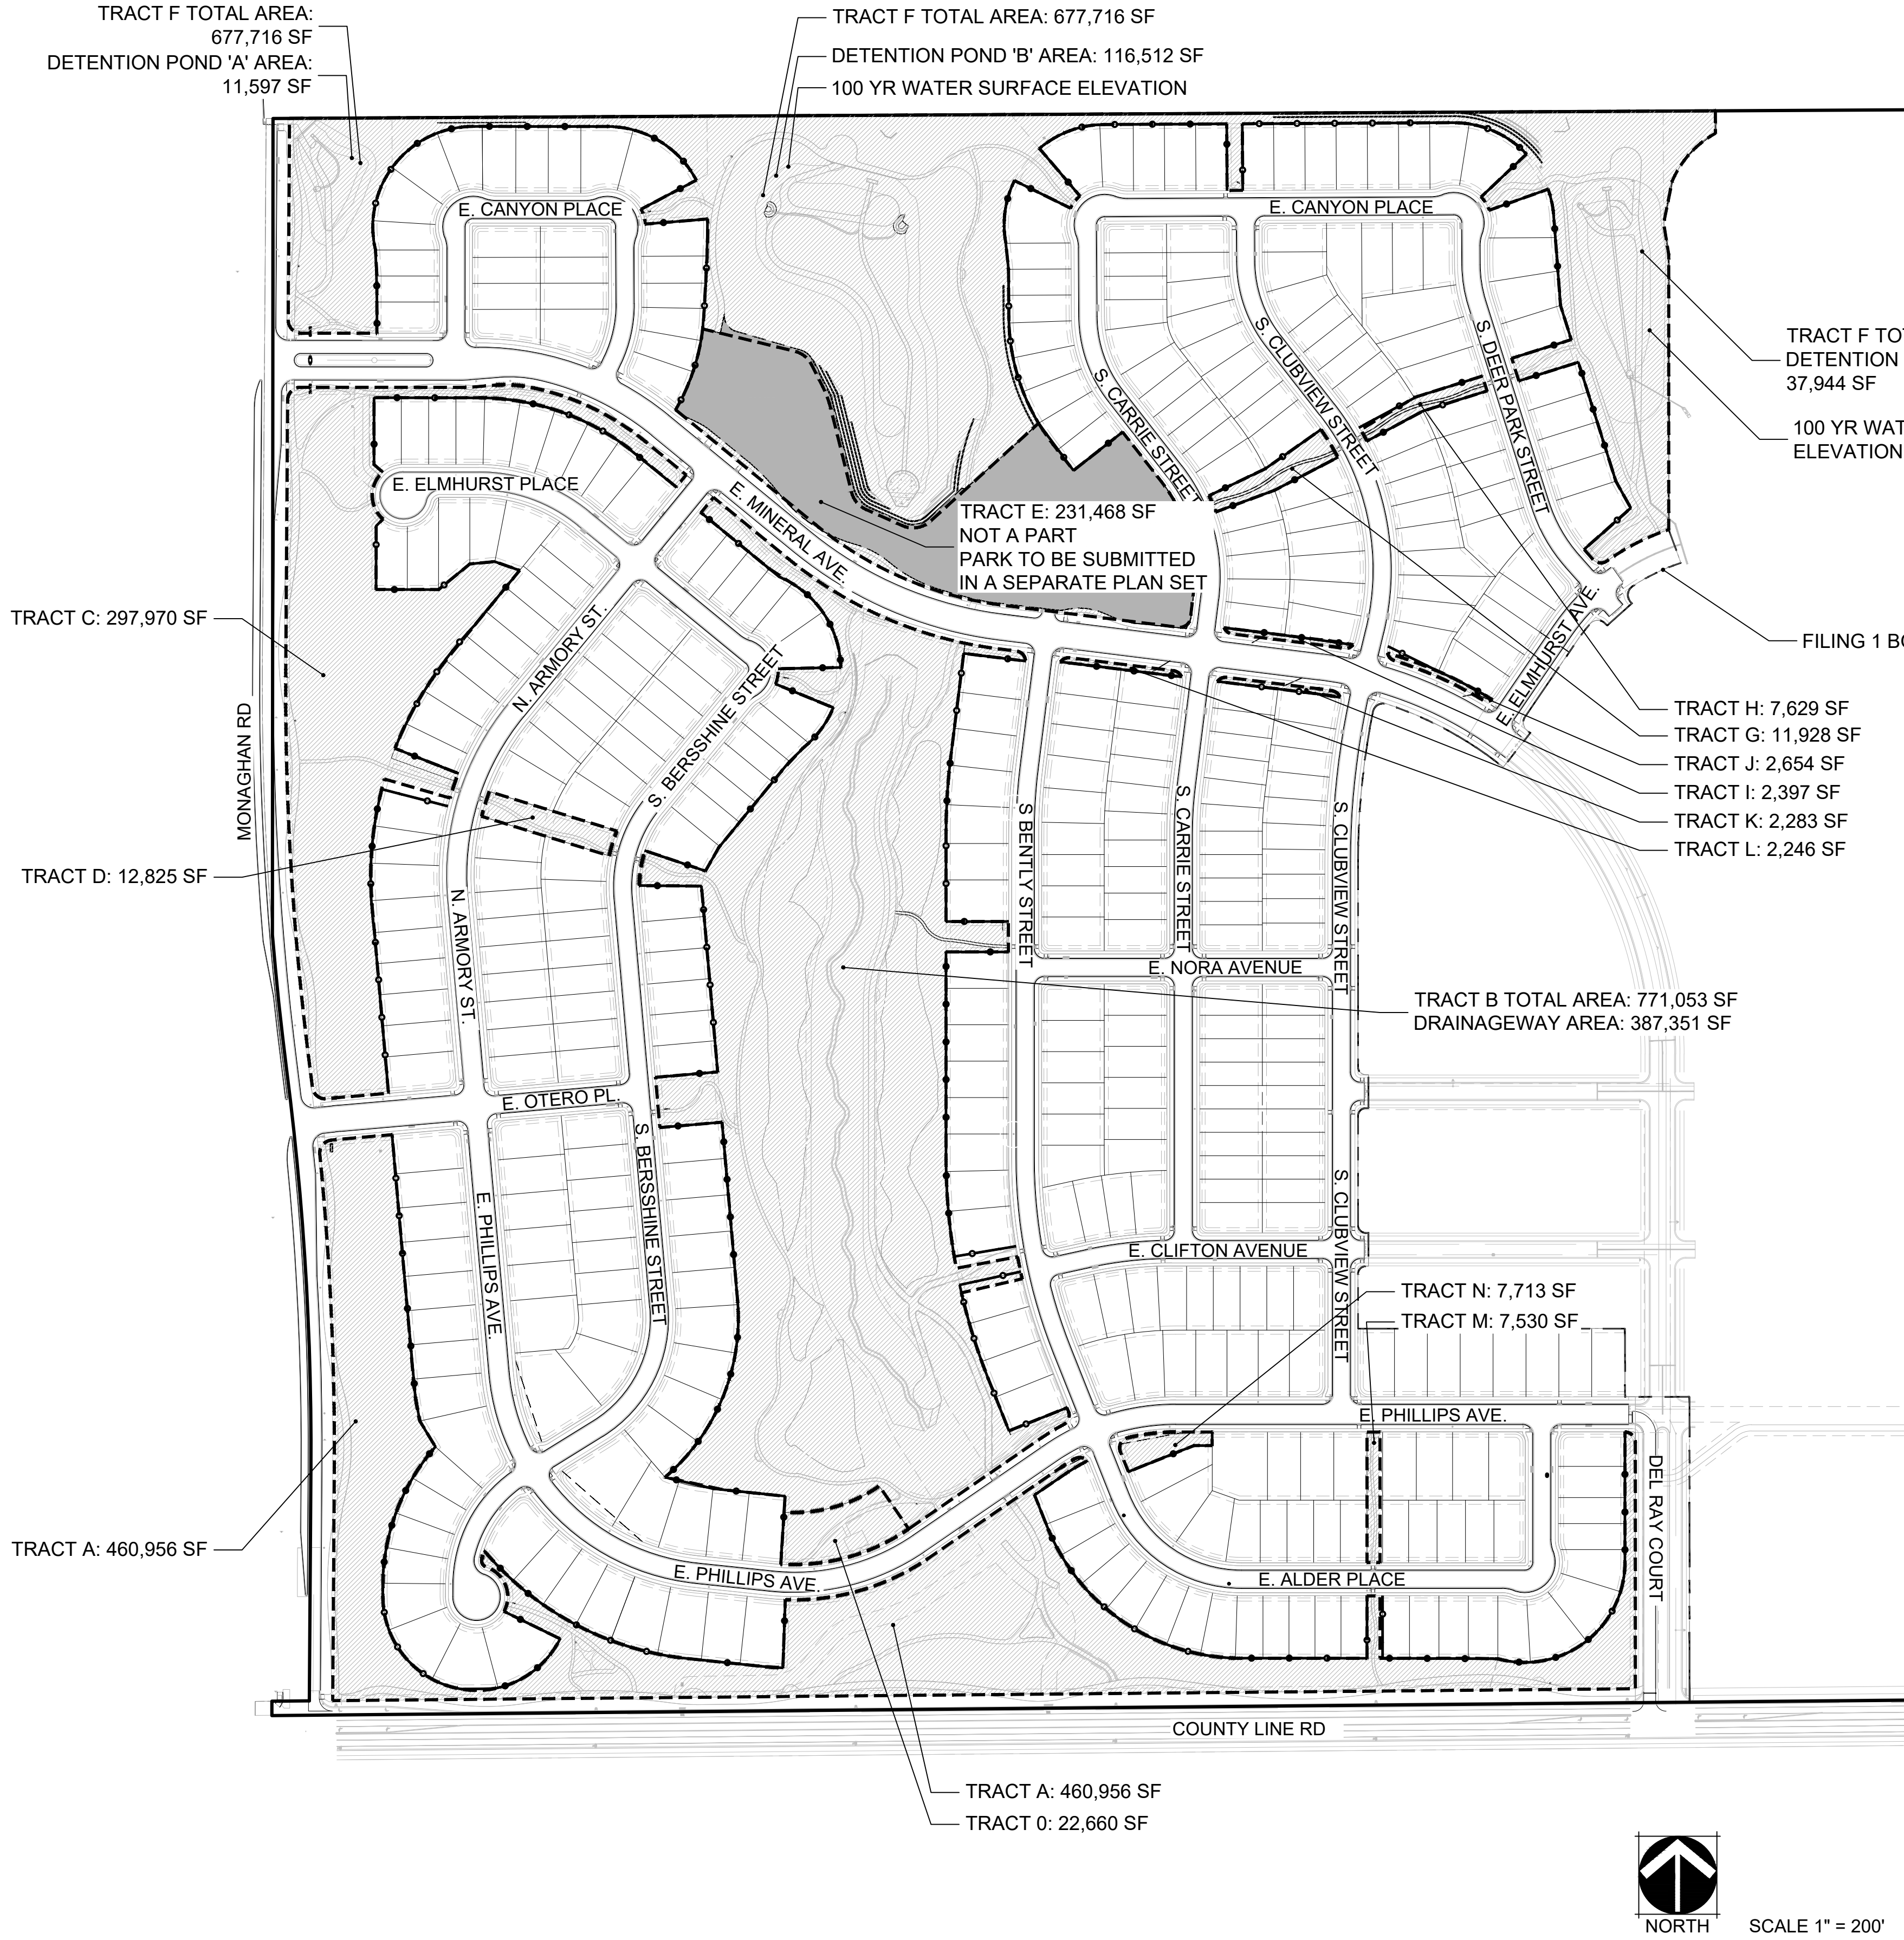 TRACT F TOTAL AREA:
677,716 SF
DETENTION POND 'A' AREA:
11,597 SF
TRACT F TOTAL AREA: 677,716 SF
DETENTION POND 'B' AREA: 116,512 SF
100 YR WATER SURFACE ELEVATION
E. CANYON PLACE
E. CANYON PLACE
S. CLUBVIEW STREET
S. DEER PARK STREET
S. CARRIE STREET
TRACT F TO
DETENTION
37,944 SF
100 YR WAT
ELEVATION
E. ELMHURST PLACE
E. MINERAL AVE.
TRACT E: 231,468 SF
NOT A PART
PARK TO BE SUBMITTED
IN A SEPARATE PLAN SET
TRACT C: 297,970 SF
N. ARMORY ST.
S. BERSSHINE STREET
E. ELMHURST AVE.
FILING 1 B
MONAGHAN RD
TRACT H: 7,629 SF
TRACT G: 11,928 SF
TRACT J: 2,654 SF
TRACT I: 2,397 SF
TRACT K: 2,283 SF
TRACT L: 2,246 SF
S BENTLY STREET
S. CARRIE STREET
S. CLUBVIEW STREET
TRACT D: 12,825 SF
N. ARMORY ST.
E. NORA AVENUE
TRACT B TOTAL AREA: 771,053 SF
DRAINAGEWAY AREA: 387,351 SF
E. OTERO PL.
S. BERSSHINE STREET
E. PHILLIPS AVE.
S. CLUBVIEW STREET
E. CLIFTON AVENUE
TRACT N: 7,713 SF
TRACT M: 7,530 SF
E. PHILLIPS AVE.
DEL RAY COURT
TRACT A: 460,956 SF
E. PHILLIPS AVE.
E. ALDER PLACE
COUNTY LINE RD
TRACT A: 460,956 SF
TRACT 0: 22,660 SF
NORTH
SCALE 1" = 200'